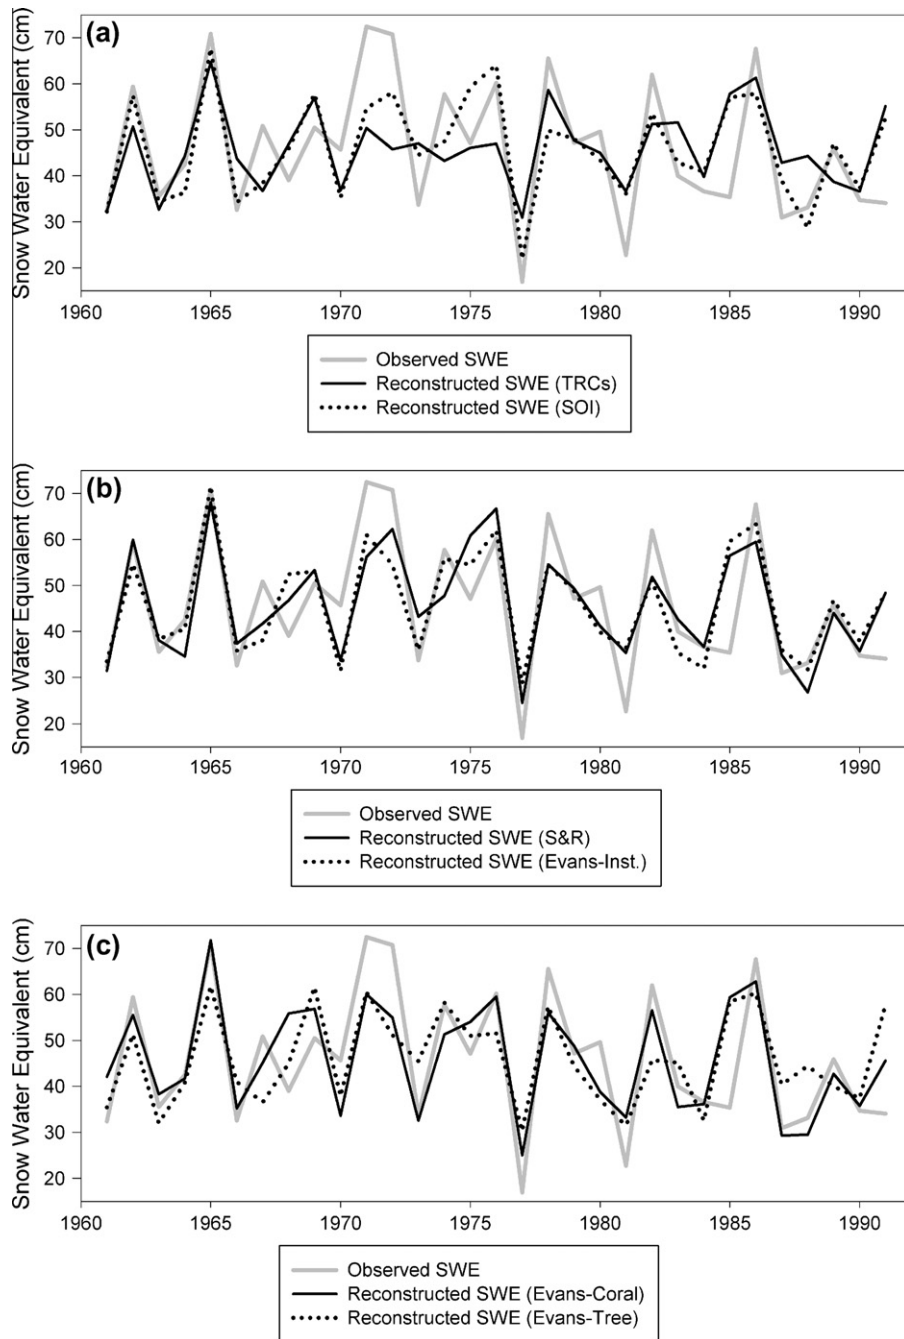 (a)
Snow Water Equivalent (cm)
70
60
50
40
30
20
1960 1965 1970 1975 1980 1985 1990
Observed SWE
Reconstructed SWE (TRCs)
Reconstructed SWE (SOI)
(b)
Snow Water Equivalent (cm)
70
60
50
40
30
20
1960 1965 1970 1975 1980 1985 1990
Observed SWE
Reconstructed SWE (S&R)
Reconstructed SWE (Evans-Inst.)
(c)
Snow Water Equivalent (cm)
70
60
50
40
30
20
1960 1965 1970 1975 1980 1985 1990
Observed SWE
Reconstructed SWE (Evans-Coral)
Reconstructed SWE (Evans-Tree)